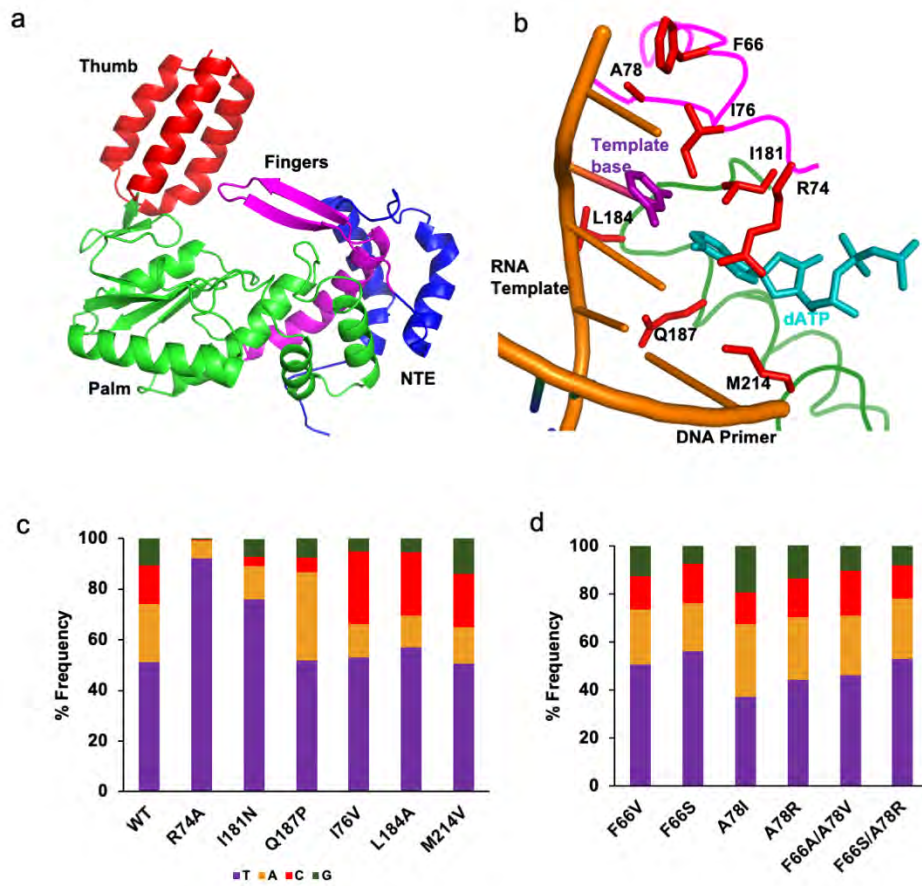 a
Thumb
Fingers
Palm
NTE
b
F66
A78
I76
Template
base
I181
R74
L184
RNA
Template
dATP
Q187
M214
DNA Primer
c
% Frequency
100
80
60
40
20
0
WT
R74A
I181N
Q187P
I76V
L184A
M214V
T A C G
d
% Frequency
100
80
60
40
20
0
F66V
F66S
A78I
A78R
F66A/A78V
F66S/A78R